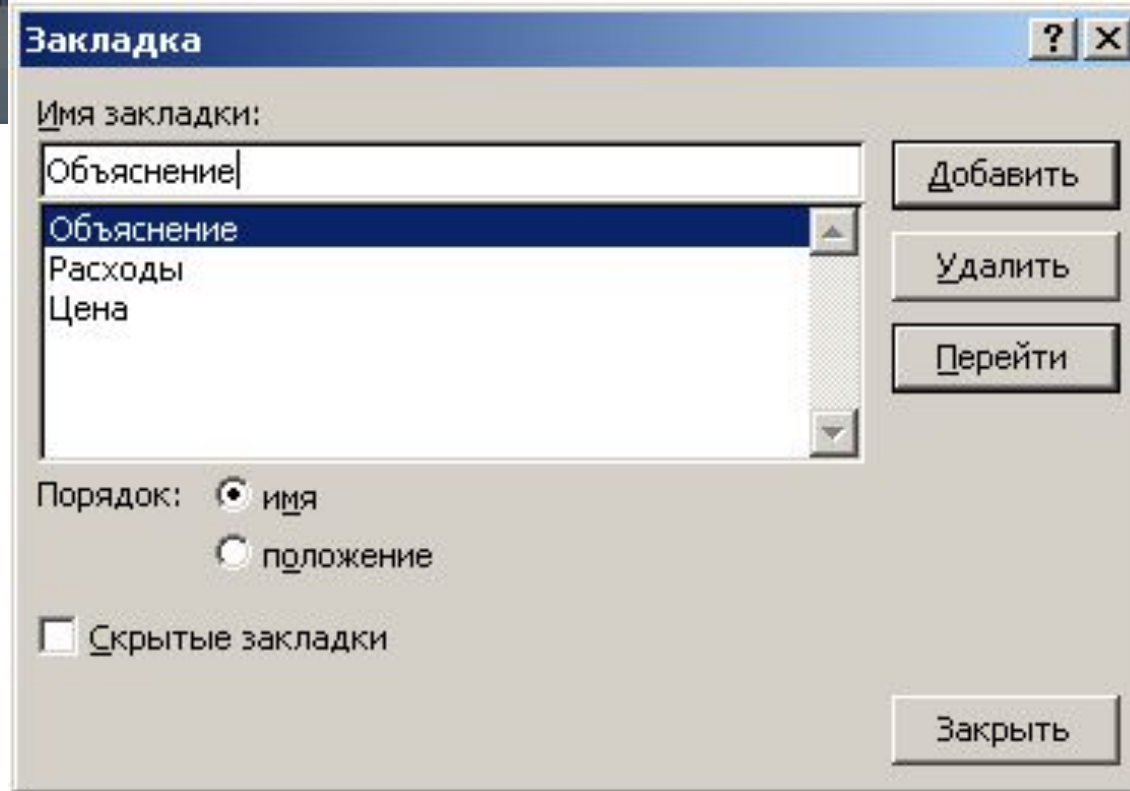 Закладка
Имя закладки:
Объяснение
Добавить
Объяснение
Расходы
Цена
Удалить
Перейти
Порядок: имя
положение
Скрытые закладки
Закрыть